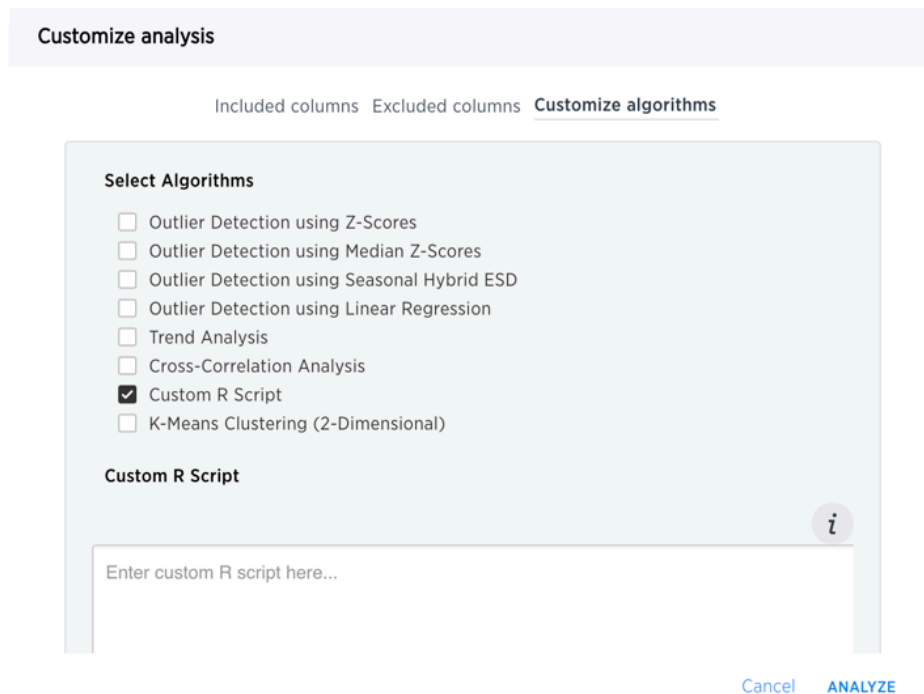 Customize analysis
Included columns Excluded columns Customize algorithms
Select Algorithms
Outlier Detection using Z-Scores
Outlier Detection using Median Z-Scores
Outlier Detection using Seasonal Hybrid ESD
Outlier Detection using Linear Regression
Trend Analysis
Cross-Correlation Analysis
Custom R Script
K-Means Clustering (2-Dimensional)
Custom R Script
i
Enter custom R script here...
Cancel ANALYZE